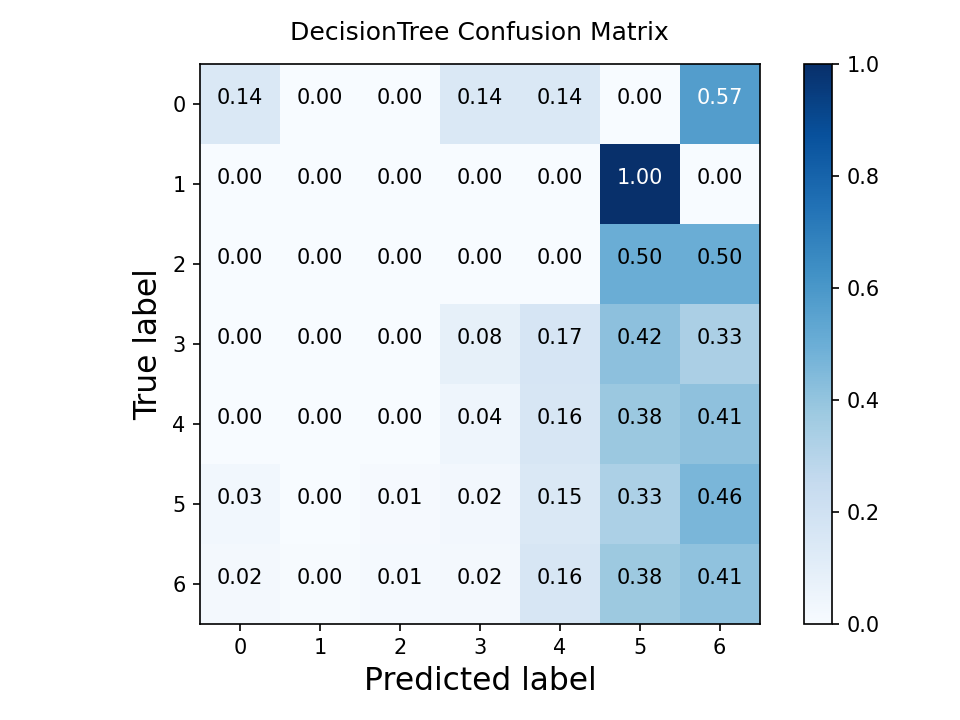 DecisionTree Confusion Matrix
0 0.14 0.00 0.00 0.14 0.14 0.00 0.57
1 0.00 0.00 0.00 0.00 0.00 1.00 0.00
2 0.00 0.00 0.00 0.00 0.00 0.50 0.50
3 0.00 0.00 0.00 0.08 0.17 0.42 0.33
4 0.00 0.00 0.00 0.04 0.16 0.38 0.41
5 0.03 0.00 0.01 0.02 0.15 0.33 0.46
6 0.02 0.00 0.01 0.02 0.16 0.38 0.41
0 1 2 3 4 5 6
Predicted label
True label
1.0
0.8
0.6
0.4
0.2
0.0